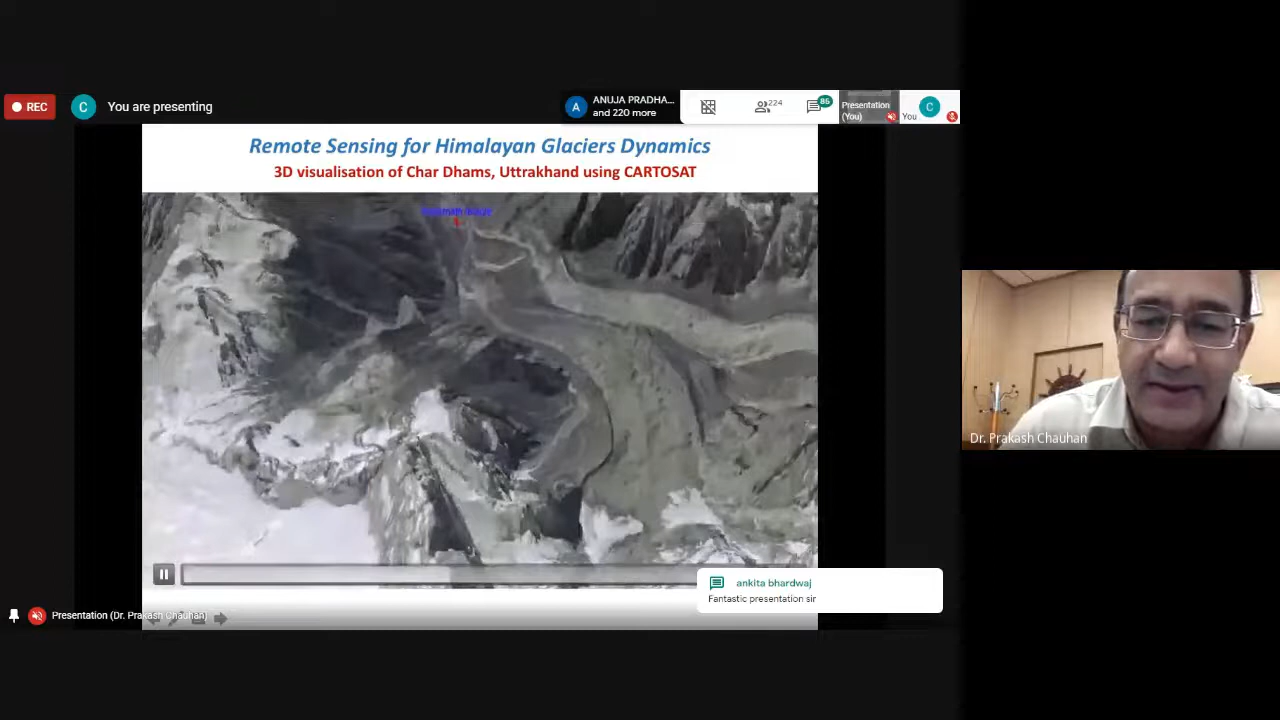 REC
C
You are presenting
A
ANUJA PRADHA...
and 220 more
224
86
Presentation
(You)
You
C
Remote Sensing for Himalayan Glaciers Dynamics
3D visualisation of Char Dhams, Uttrakhand using CARTOSAT
Dr. Prakash Chauhan
ankita bhardwaj
Fantastic presentation sir
Presentation (Dr. Prakash Chauhan)